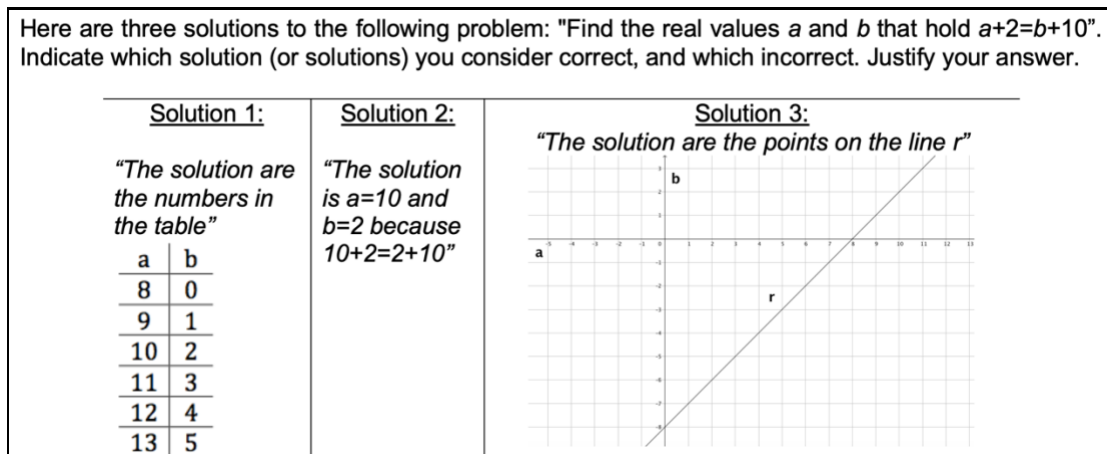 Here are three solutions to the following problem: "Find the real values a and b that hold a+2=b+10”.
Indicate which solution (or solutions) you consider correct, and which incorrect. Justify your answer.
Solution 1:
“The solution are
the numbers in
the table”
a b
8 0
9 1
10 2
11 3
12 4
13 5
Solution 2:
“The solution
is a=10 and
b=2 because
10+2=2+10”
Solution 3:
“The solution are the points on the line r”
b
a
r